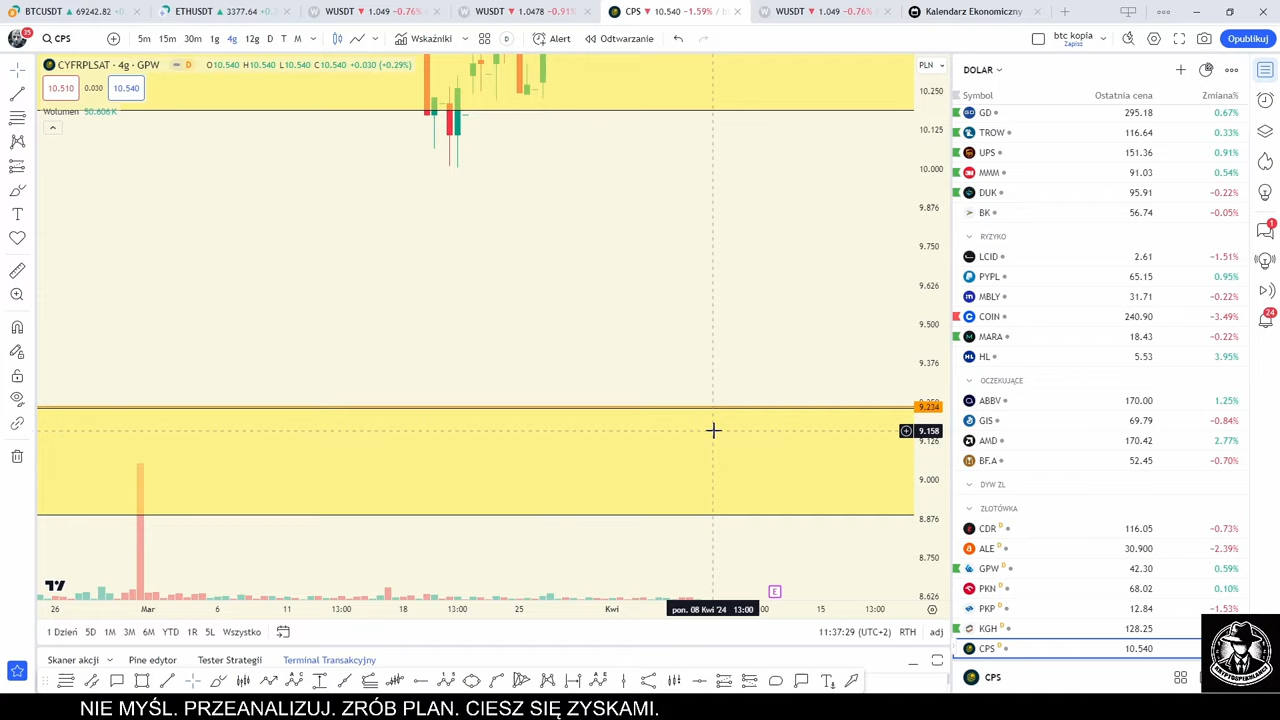 BTCUSDT ▲ 69242.82
ETHUSDT ▲ 3377.64
WUSDT ▼ 1.049 −0.76%
WUSDT ▼ 1.0478 −0.91%
CPS ▼ 10.540 −1.59%
WUSDT ▼ 1.049 −0.76%
Kalendarz Ekonomiczny
35
CPS
5m 15m 30m 1g 4g 12g D T M
Wskaźniki
D
Alert
Odtwarzanie
btc kopia
Zapisz
Opublikuj
CYFRPLSAT · 4g · GPW
D
O10.540 H10.540 L10.540 C10.540 +0.030 (+0.29%)
10.510
0.030
10.540
Wolumen 50.606K
PLN
10.250
10.125
10.000
9.876
9.750
9.626
9.500
9.376
9.234
9.158
9.126
9.000
8.876
8.750
8.626
DOLAR
Symbol Ostatnia cena Zmiana%
GD 295.18 0.67%
TROW 116.64 0.33%
UPS 151.36 0.91%
MMM 91.03 0.54%
DUK 95.91 −0.22%
BK 56.74 −0.05%
RYZYKO
LCID 2.61 −1.51%
PYPL 65.15 0.95%
MBLY 31.71 −0.22%
COIN 240.90 −3.49%
MARA 18.43 −0.22%
HL 5.53 3.95%
OCZEKUJĄCE
ABBV 170.00 1.25%
GIS 69.79 −0.84%
AMD 170.42 2.77%
BF.A 52.45 −0.70%
DYW ZL
ZŁOTÓWKA
CDR D 116.05 −0.73%
ALE D 30.900 −2.39%
GPW D 42.30 0.59%
PKN D 68.02 0.10%
PKP D 12.84 −1.53%
KGH D 128.25
CPS D 10.540
CPS
1
24
E
26 Mar 6 11 13:00 18 13:00 25 Kwi
pon. 08 Kwi '24 13:00
:00 15 13:00
1 Dzień 5D 1M 3M 6M YTD 1R 5L Wszystko
11:37:29 (UTC+2) RTH adj
Skaner akcji
Pine edytor
Tester Strategii
Terminal Transakcyjny
NIE MYŚL. PRZEANALIZUJ. ZRÓB PLAN. CIESZ SIĘ ZYSKAMI.